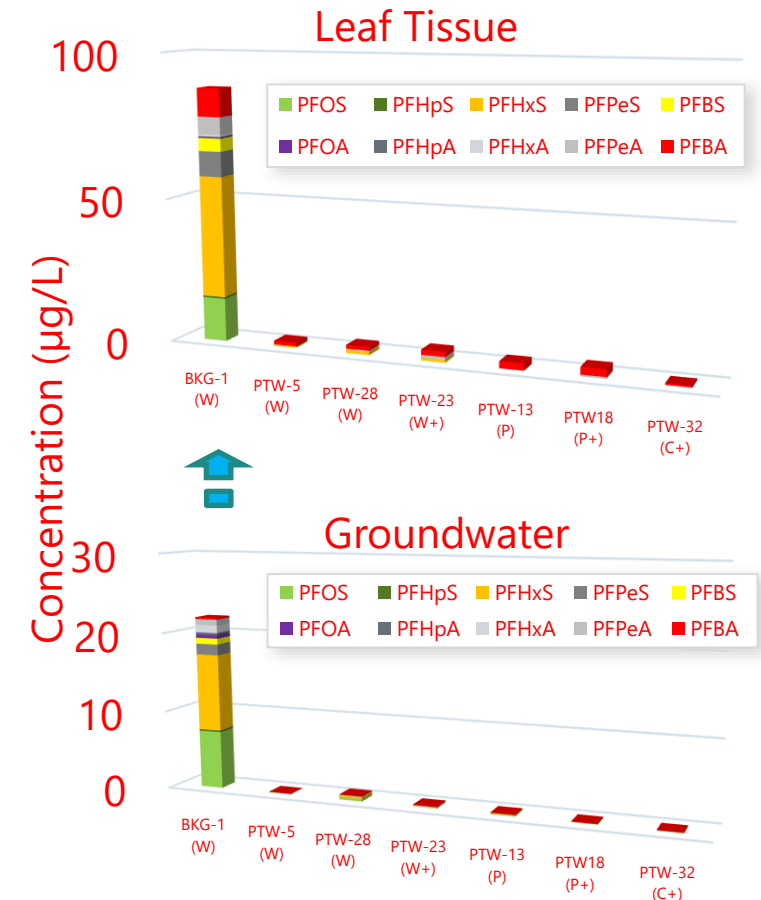 Leaf Tissue
100
PFOS PFHpS PFHxS PFPeS PFBS
PFOA PFHpA PFHxA PFPeA PFBA
50
0
BKG-1
(W)
PTW-5
(W)
PTW-28
(W)
PTW-23
(W+)
PTW-13
(P)
PTW18
(P+)
PTW-32
(C+)
Concentration (µg/L)
Groundwater
30
PFOS PFHpS PFHxS PFPeS PFBS
PFOA PFHpA PFHxA PFPeA PFBA
20
10
0
BKG-1
(W)
PTW-5
(W)
PTW-28
(W)
PTW-23
(W+)
PTW-13
(P)
PTW18
(P+)
PTW-32
(C+)